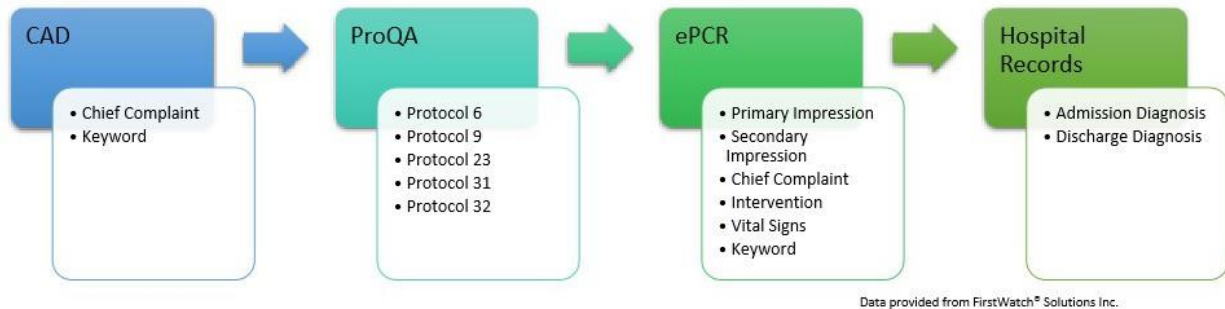 CAD
• Chief Complaint
• Keyword
ProQA
• Protocol 6
• Protocol 9
• Protocol 23
• Protocol 31
• Protocol 32
ePCR
• Primary Impression
• Secondary
Impression
• Chief Complaint
• Intervention
• Vital Signs
• Keyword
Hospital
Records
• Admission Diagnosis
• Discharge Diagnosis
Data provided from FirstWatch® Solutions Inc.